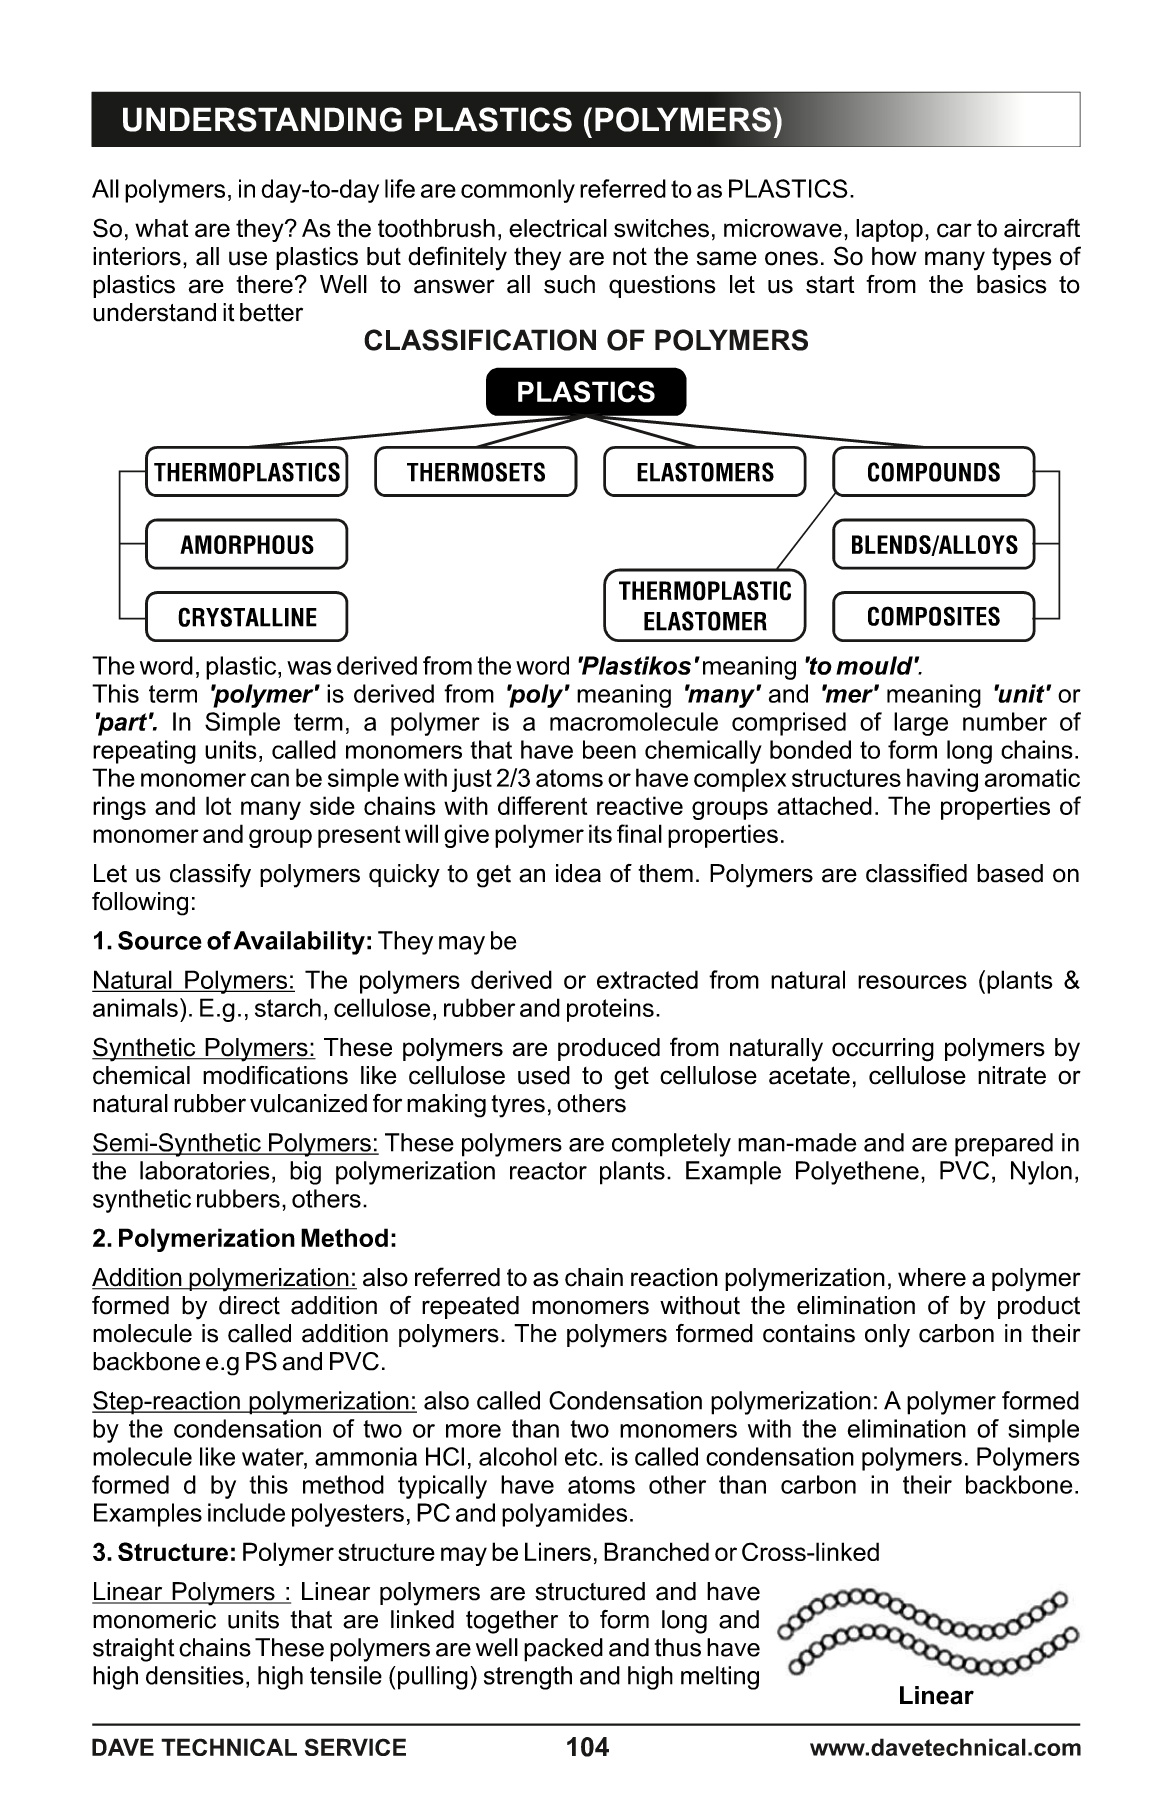 UNDERSTANDING PLASTICS (POLYMERS)
All polymers, in day-to-day life are commonly referred to as PLASTICS.
So, what are they? As the toothbrush, electrical switches, microwave, laptop, car to aircraft
interiors, all use plastics but definitely they are not the same ones. So how many types of
plastics are there? Well to answer all such questions let us start from the basics to
understand it better
CLASSIFICATION OF POLYMERS
PLASTICS
THERMOPLASTICS
THERMOSETS
ELASTOMERS
COMPOUNDS
AMORPHOUS
BLENDS/ALLOYS
THERMOPLASTIC
ELASTOMER
CRYSTALLINE
COMPOSITES
The word, plastic, was derived from the word 'Plastikos' meaning 'to mould'.
This term 'polymer' is derived from 'poly' meaning 'many' and 'mer' meaning 'unit' or
'part'. In Simple term, a polymer is a macromolecule comprised of large number of
repeating units, called monomers that have been chemically bonded to form long chains.
The monomer can be simple with just 2/3 atoms or have complex structures having aromatic
rings and lot many side chains with different reactive groups attached. The properties of
monomer and group present will give polymer its final properties.
Let us classify polymers quicky to get an idea of them. Polymers are classified based on
following:
1. Source of Availability: They may be
Natural Polymers: The polymers derived or extracted from natural resources (plants &
animals). E.g., starch, cellulose, rubber and proteins.
Synthetic Polymers: These polymers are produced from naturally occurring polymers by
chemical modifications like cellulose used to get cellulose acetate, cellulose nitrate or
natural rubber vulcanized for making tyres, others
Semi-Synthetic Polymers: These polymers are completely man-made and are prepared in
the laboratories, big polymerization reactor plants. Example Polyethene, PVC, Nylon,
synthetic rubbers, others.
2. Polymerization Method:
Addition polymerization: also referred to as chain reaction polymerization, where a polymer
formed by direct addition of repeated monomers without the elimination of by product
molecule is called addition polymers. The polymers formed contains only carbon in their
backbone e.g PS and PVC.
Step-reaction polymerization: also called Condensation polymerization: A polymer formed
by the condensation of two or more than two monomers with the elimination of simple
molecule like water, ammonia HCl, alcohol etc. is called condensation polymers. Polymers
formed d by this method typically have atoms other than carbon in their backbone.
Examples include polyesters, PC and polyamides.
3. Structure: Polymer structure may be Liners, Branched or Cross-linked
Linear Polymers : Linear polymers are structured and have
monomeric units that are linked together to form long and
straight chains These polymers are well packed and thus have
high densities, high tensile (pulling) strength and high melting
Linear
DAVE TECHNICAL SERVICE
104
www.davetechnical.com